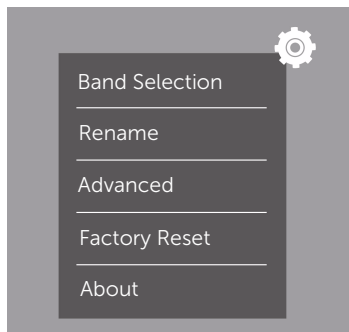 Band Selection
Rename
Advanced
Factory Reset
About